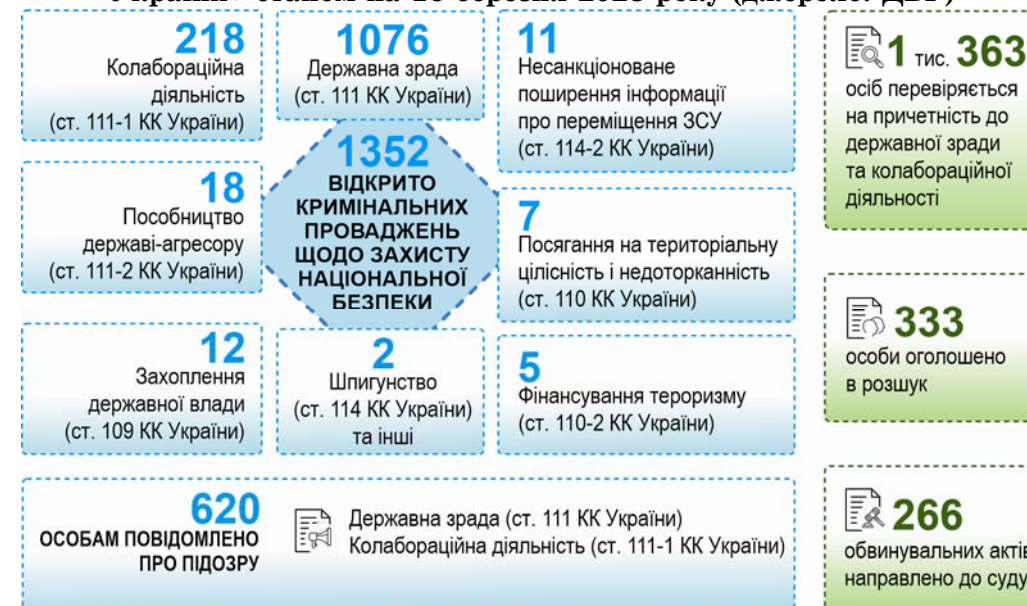 218
Колабораційна
діяльність
(ст. 111-1 КК України)
1076
Державна зрада
(ст. 111 КК України)
11
Несанкціоноване
поширення інформації
про переміщення ЗСУ
(ст. 114-2 КК України)
1 тис. 363
осіб перевіряється
на причетність до
державної зради
та колабораційної
діяльності
1352
ВІДКРИТО
КРИМІНАЛЬНИХ
ПРОВАДЖЕНЬ
ЩОДО ЗАХИСТУ
НАЦІОНАЛЬНОЇ
БЕЗПЕКИ
18
Пособництво
державі-агресору
(ст. 111-2 КК України)
7
Посягання на територіальну
цілісність і недоторканність
(ст. 110 КК України)
333
особи оголошено
в розшук
12
Захоплення
державної влади
(ст. 109 КК України)
2
Шпигунство
(ст. 114 КК України)
та інші
5
Фінансування тероризму
(ст. 110-2 КК України)
620
ОСОБАМ ПОВІДОМЛЕНО
ПРО ПІДОЗРУ
Державна зрада (ст. 111 КК України)
Колабораційна діяльність (ст. 111-1 КК України)
266
обвинувальних актів
направлено до суду